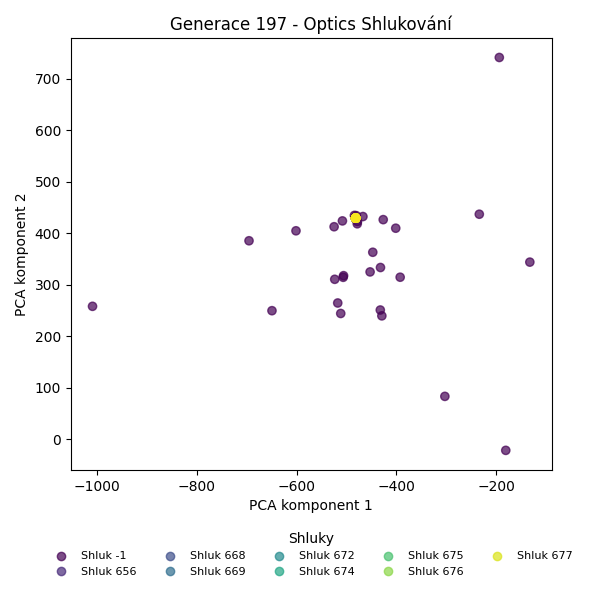 Generace 197 - Optics Shlukování
PCA komponent 2
700
600
500
400
300
200
100
0
−1000 −800 −600 −400 −200
PCA komponent 1
Shluky
Shluk -1 Shluk 668 Shluk 672 Shluk 675 Shluk 677
Shluk 656 Shluk 669 Shluk 674 Shluk 676